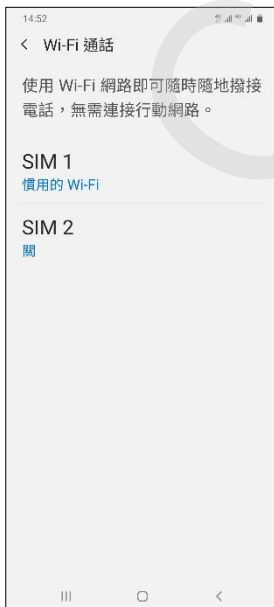 14:52
< Wi-Fi 通話
使用 Wi-Fi 網路即可隨時隨地撥接
電話，無需連接行動網路。
SIM 1
慣用的 Wi-Fi
SIM 2
關